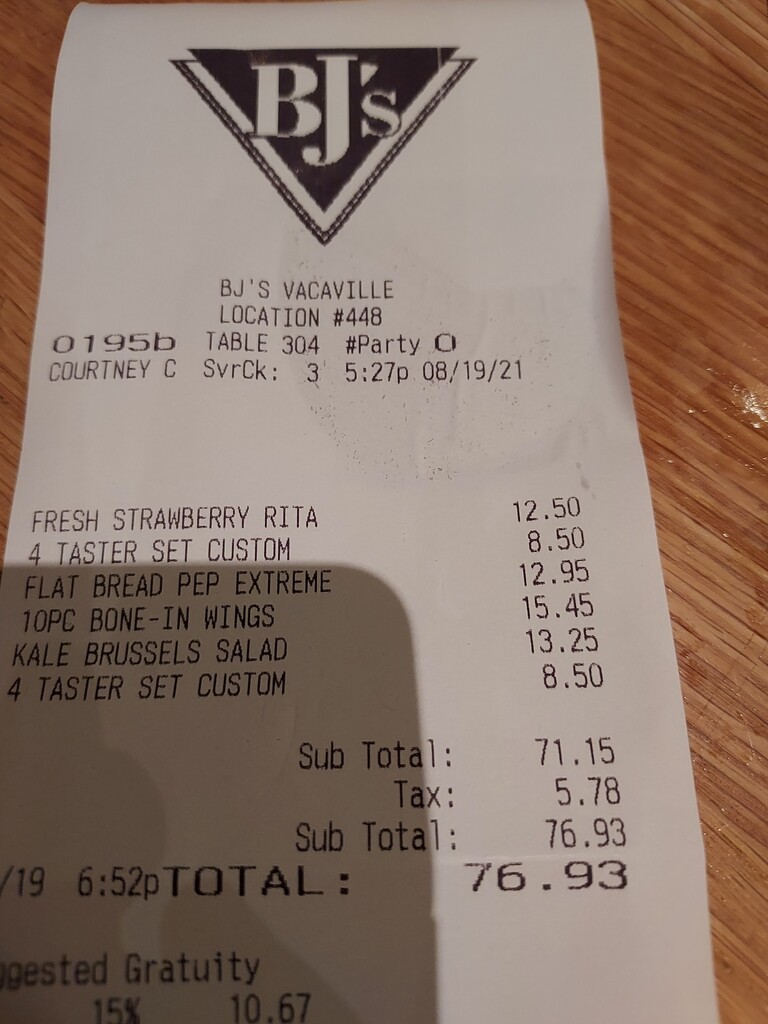 BJ's
BJ'S VACAVILLE
LOCATION #448
0195b TABLE 304 #Party 0
COURTNEY C SvrCk: 3 5:27p 08/19/21
FRESH STRAWBERRY RITA 12.50
4 TASTER SET CUSTOM 8.50
FLAT BREAD PEP EXTREME 12.95
10PC BONE-IN WINGS 15.45
KALE BRUSSELS SALAD 13.25
4 TASTER SET CUSTOM 8.50
Sub Total: 71.15
Tax: 5.78
Sub Total: 76.93
/19 6:52pTOTAL: 76.93
ggested Gratuity
15% 10.67